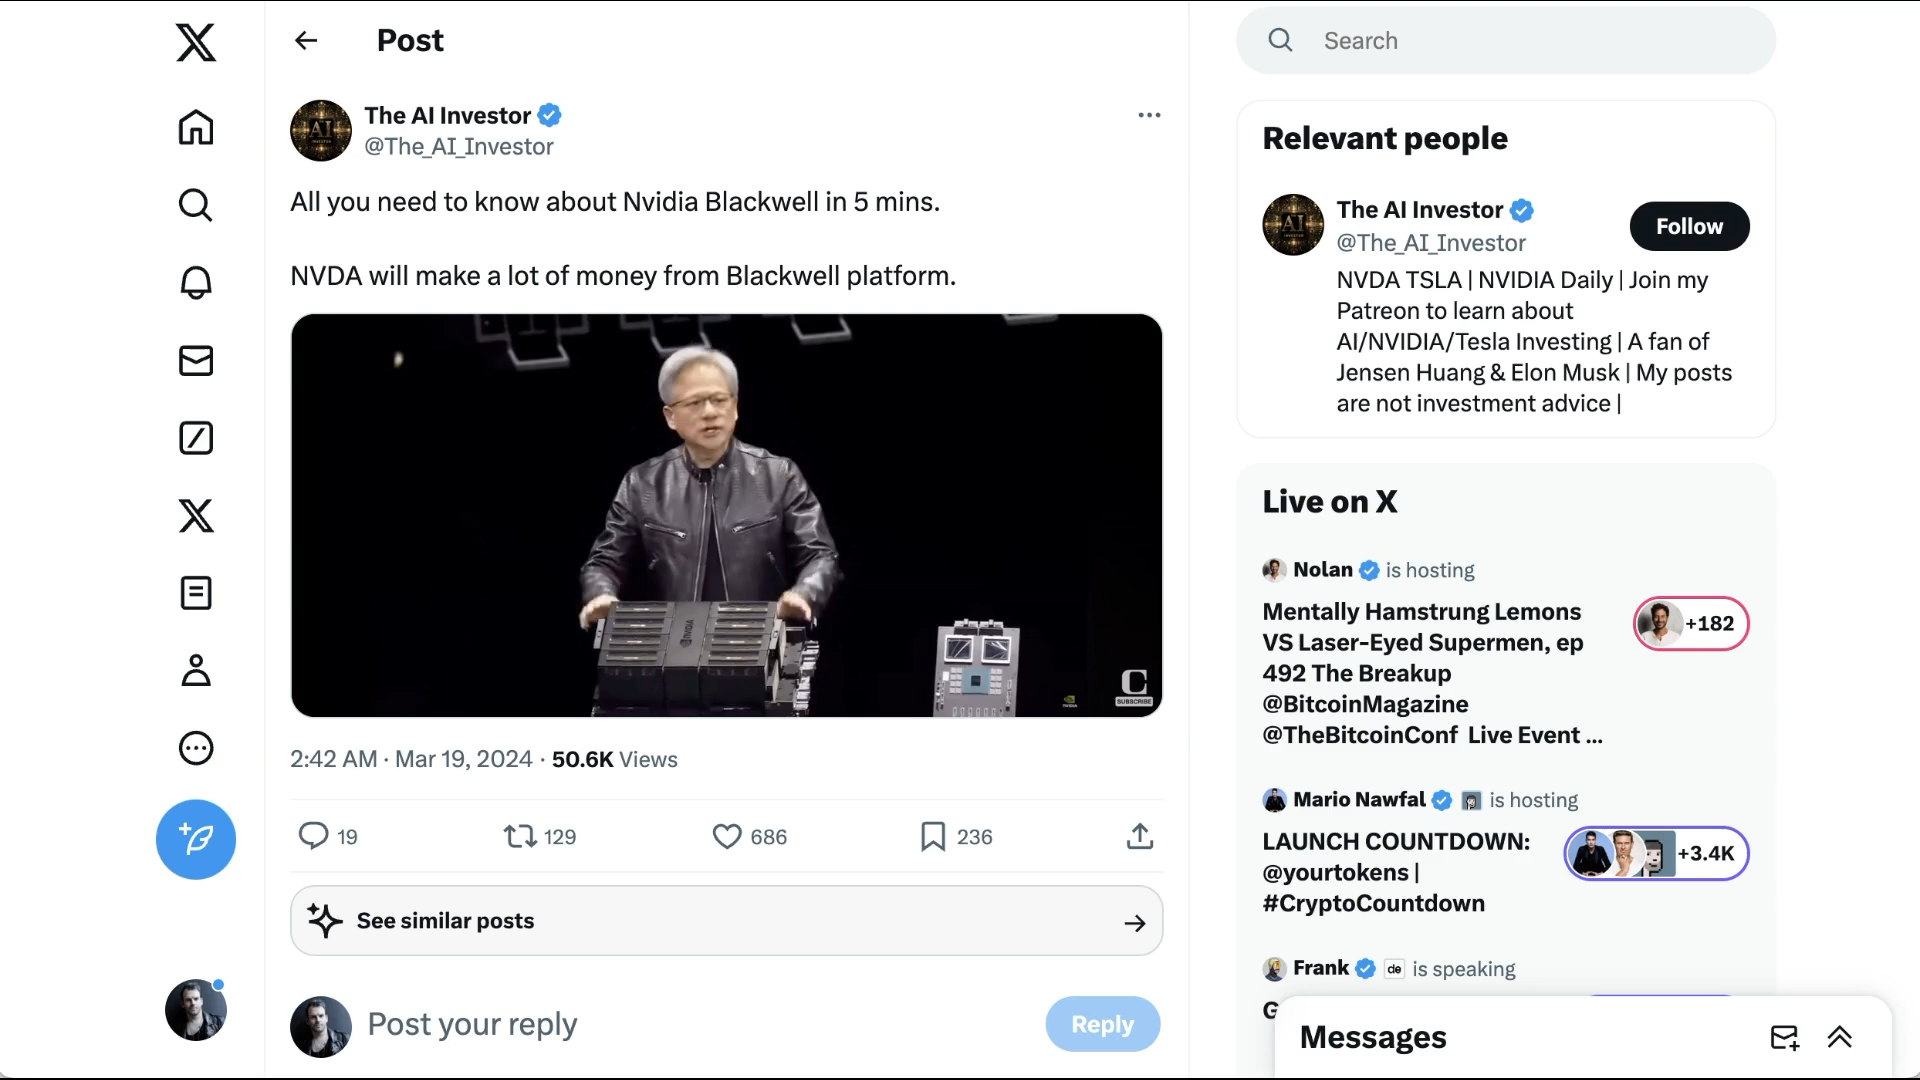 Post
The AI Investor
@The_AI_Investor
All you need to know about Nvidia Blackwell in 5 mins.
NVDA will make a lot of money from Blackwell platform.
NVIDIA
NVIDIA
C
SUBSCRIBE
2:42 AM · Mar 19, 2024 · 50.6K Views
19
129
686
236
See similar posts
Post your reply
Reply
Search
Relevant people
AI
The AI Investor
@The_AI_Investor
Follow
NVDA TSLA | NVIDIA Daily | Join my
Patreon to learn about
AI/NVIDIA/Tesla Investing | A fan of
Jensen Huang & Elon Musk | My posts
are not investment advice |
Live on X
Nolan is hosting
Mentally Hamstrung Lemons
VS Laser-Eyed Supermen, ep
492 The Breakup
@BitcoinMagazine
@TheBitcoinConf Live Event ...
+182
Mario Nawfal is hosting
LAUNCH COUNTDOWN:
@yourtokens |
#CryptoCountdown
+3.4K
Frank de is speaking
Messages